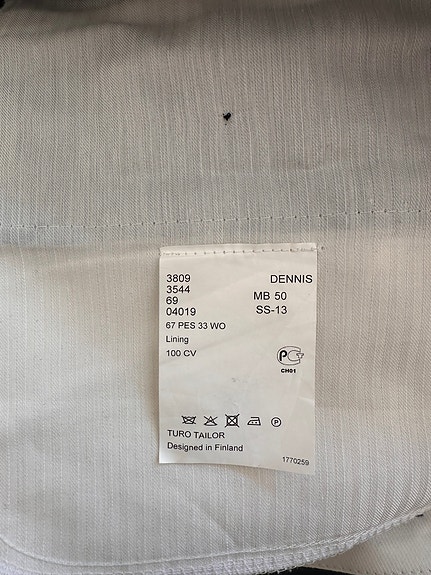 3809 DENNIS
3544 MB 50
69 SS-13
04019
67 PES 33 WO
Lining
100 CV
РСТ
CH01
P
TURO TAILOR
Designed in Finland
1770259